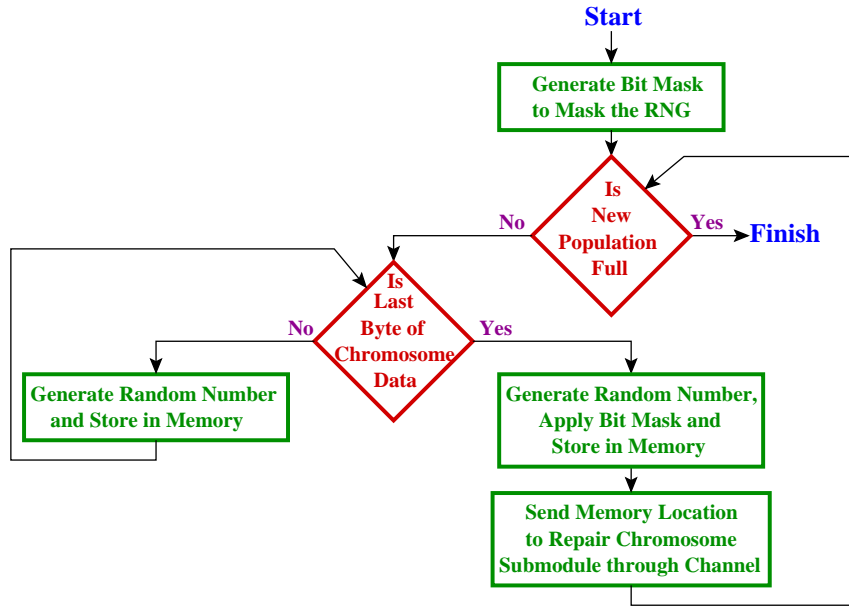 Start
Generate Bit Mask
to Mask the RNG
Is
New
Population
Full
No
Yes
Finish
Is
Last
Byte of
Chromosome
Data
No
Yes
Generate Random Number
and Store in Memory
Generate Random Number,
Apply Bit Mask and
Store in Memory
Send Memory Location
to Repair Chromosome
Submodule through Channel